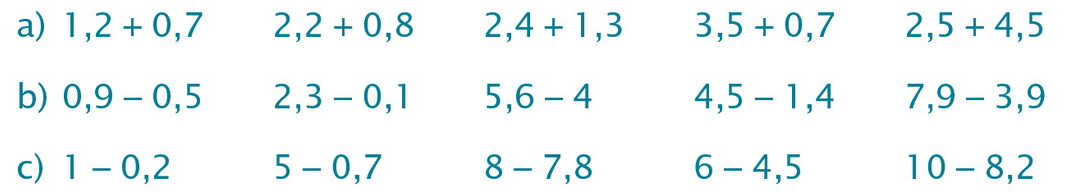 a) 1,2 + 0,7 2,2 + 0,8 2,4 + 1,3 3,5 + 0,7 2,5 + 4,5
b) 0,9 – 0,5 2,3 – 0,1 5,6 – 4 4,5 – 1,4 7,9 – 3,9
c) 1 – 0,2 5 – 0,7 8 – 7,8 6 – 4,5 10 – 8,2